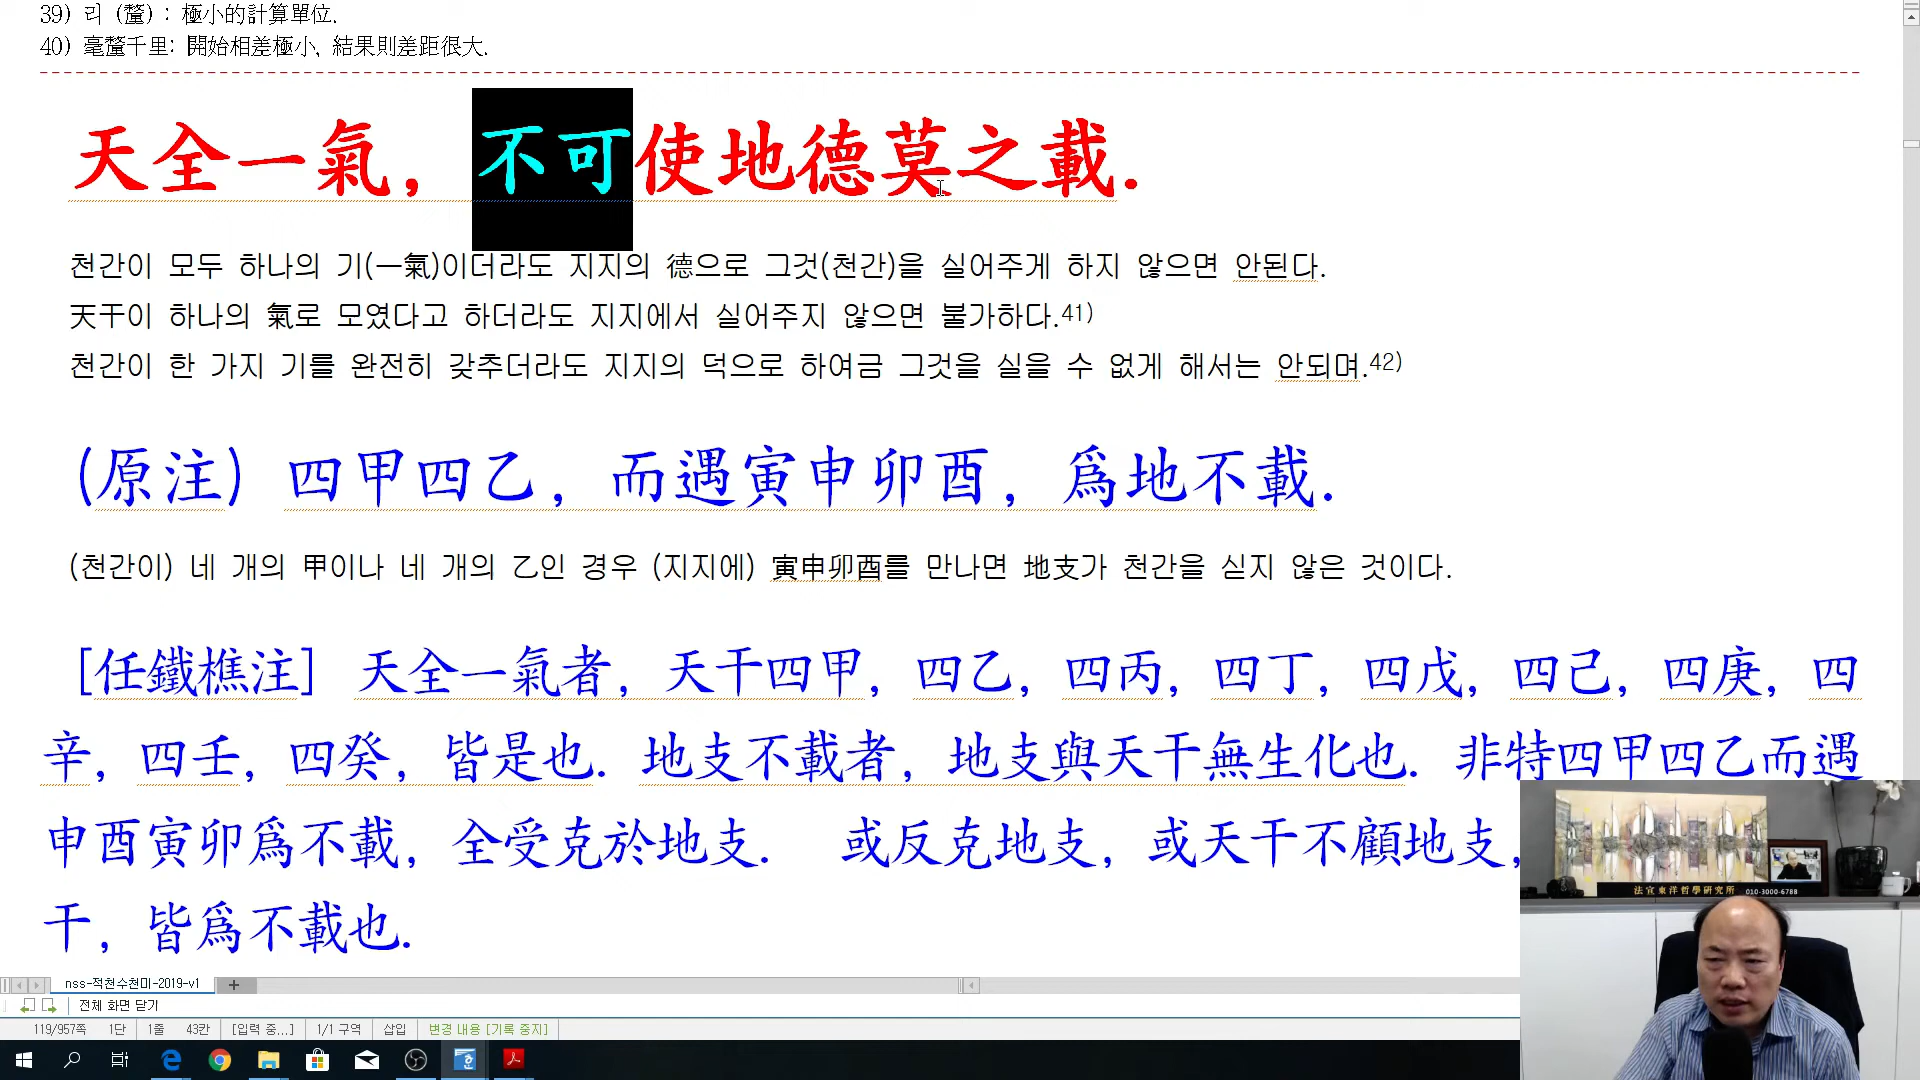 39) 리 (釐) : 極小的計算單位.
40) 毫釐千里: 開始相差極小, 結果則差距很大.
天全一氣, 不可使地德莫之載.
천간이 모두 하나의 기(一氣)이더라도 지지의 德으로 그것(천간)을 실어주게 하지 않으면 안된다.
天干이 하나의 氣로 모였다고 하더라도 지지에서 실어주지 않으면 불가하다.41)
천간이 한 가지 기를 완전히 갖추더라도 지지의 덕으로 하여금 그것을 실을 수 없게 해서는 안되며.42)
(原注) 四甲四乙, 而遇寅申卯酉, 爲地不載.
(천간이) 네 개의 甲이나 네 개의 乙인 경우 (지지에) 寅申卯酉를 만나면 地支가 천간을 싣지 않은 것이다.
[任鐵樵注] 天全一氣者, 天干四甲, 四乙, 四丙, 四丁, 四戊, 四己, 四庚, 四
辛, 四壬, 四癸, 皆是也. 地支不載者, 地支與天干無生化也. 非特四甲四乙而遇
申酉寅卯爲不載, 全受克於地支. 或反克地支, 或天干不顧地支,
干, 皆爲不載也.
法宣東洋哲學硏究所 010-3000-6788
nss-적천수천미-2019-v1
전체 화면 닫기
119/957쪽 1단 1줄 43칸 [입력 중...] 1/1 구역 삽입 변경 내용 [기록 중지]